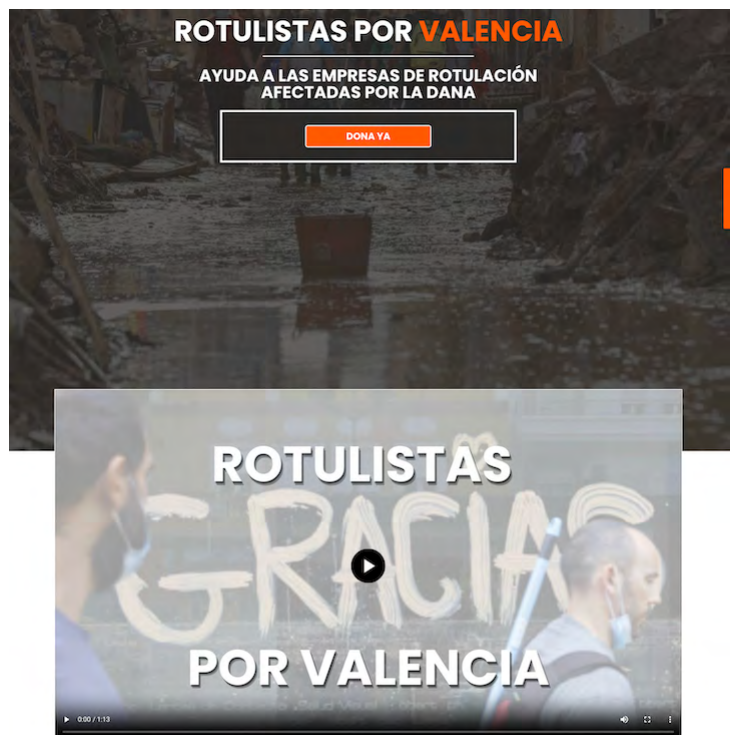 ROTULISTAS POR VALENCIA
AYUDA A LAS EMPRESAS DE ROTULACIÓN
AFECTADAS POR LA DANA
DONA YA
ROTULISTAS
GRACIAS
POR VALENCIA
0:00 / 1:13